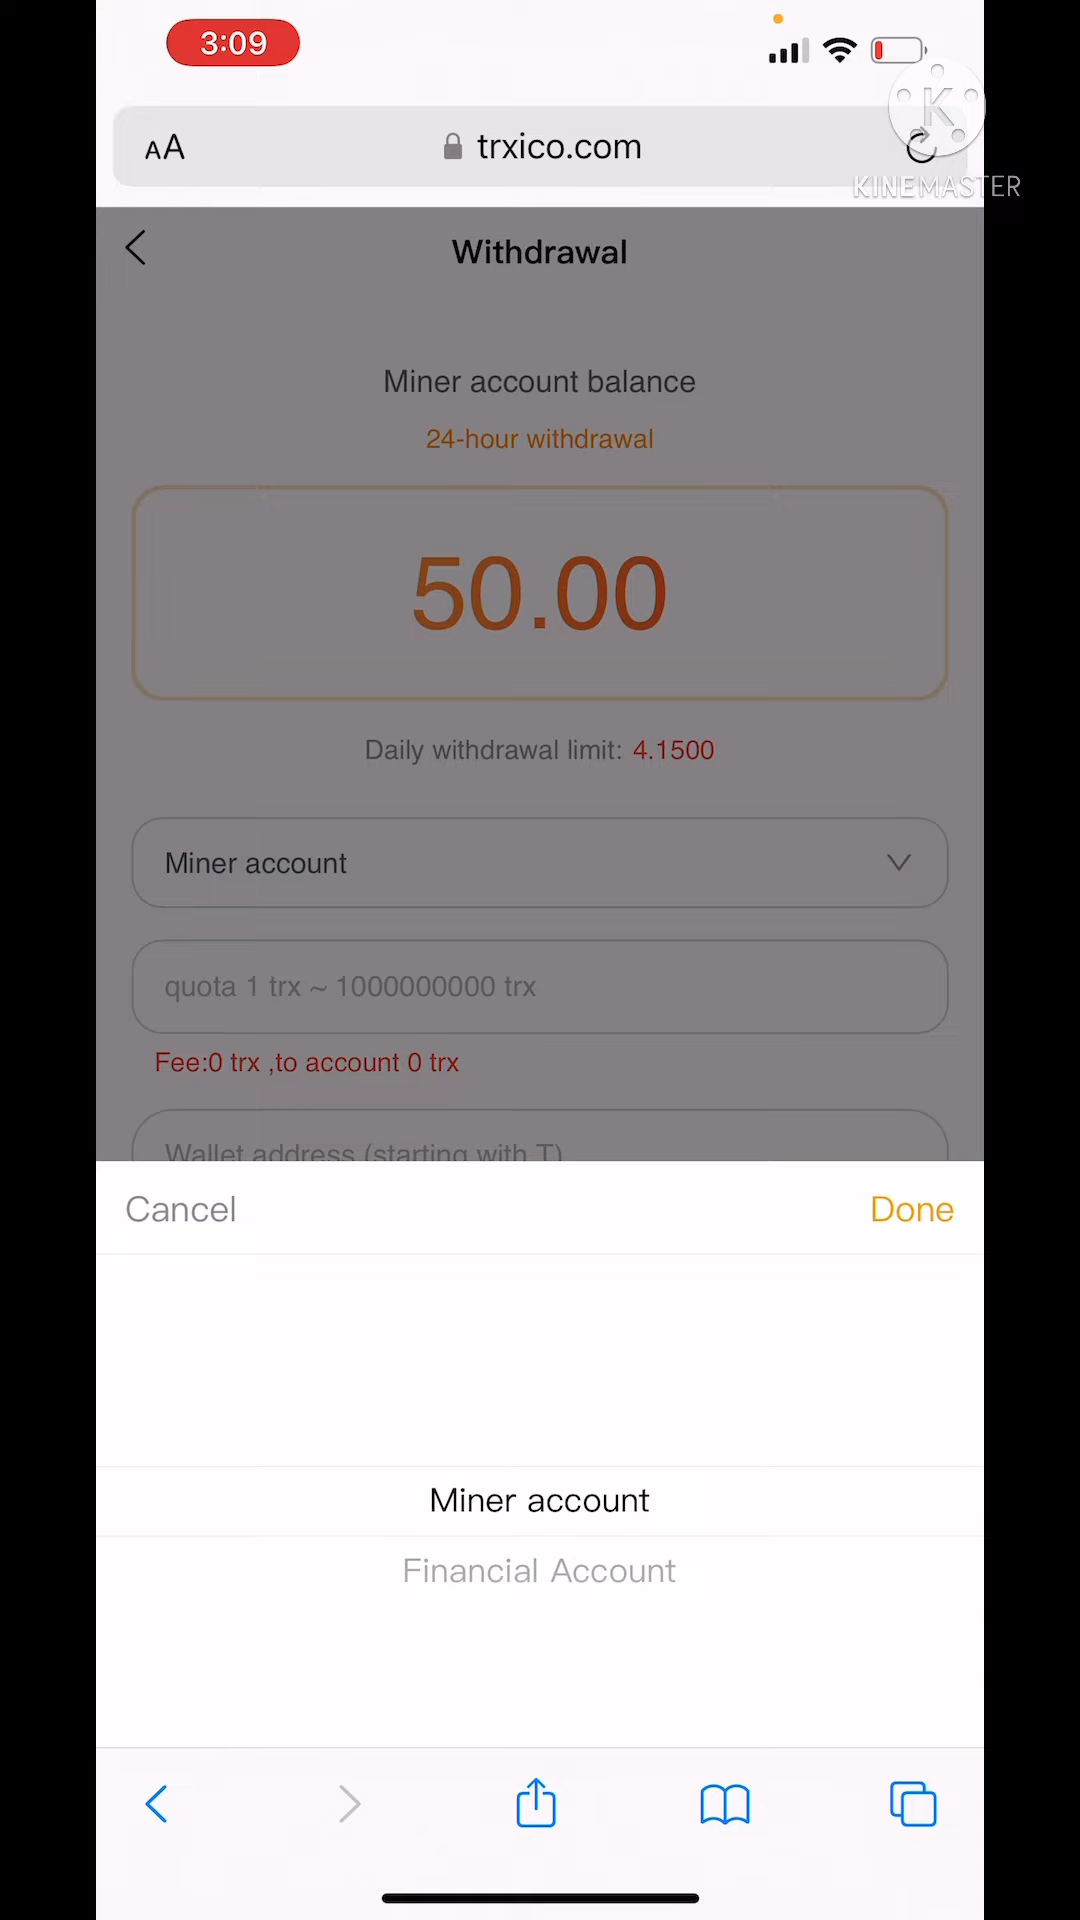 3:09
AA
trxico.com
K
KINEMASTER
Withdrawal
Miner account balance
24-hour withdrawal
50.00
Daily withdrawal limit: 4.1500
Miner account
quota 1 trx ~ 1000000000 trx
Fee:0 trx ,to account 0 trx
Wallet address (starting with T)
Cancel
Done
Miner account
Financial Account